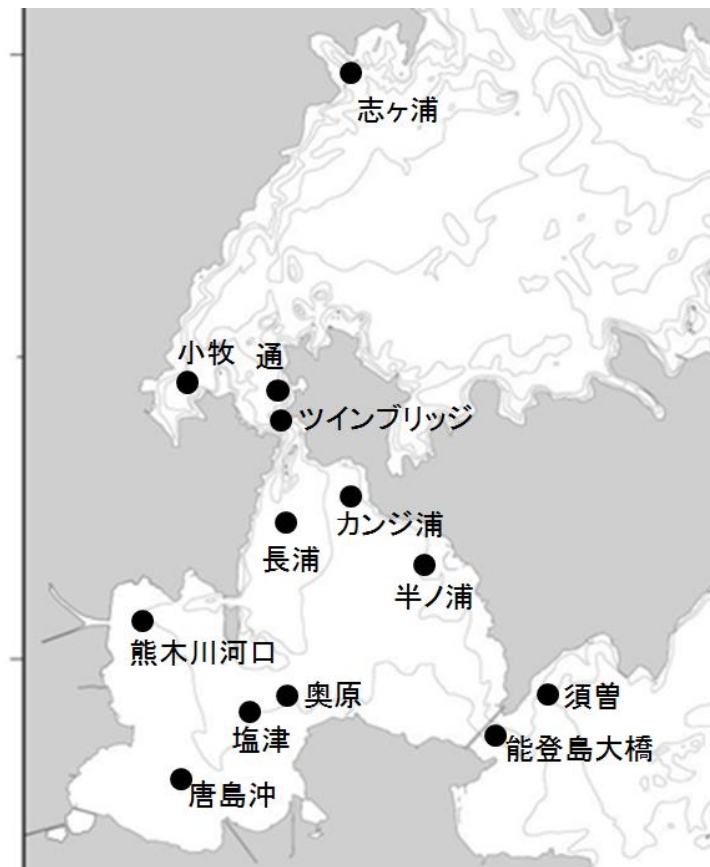 志ヶ浦
小牧
通
ツインブリッジ
カンジ浦
長浦
半ノ浦
熊木川河口
奥原
須曽
塩津
能登島大橋
唐島沖